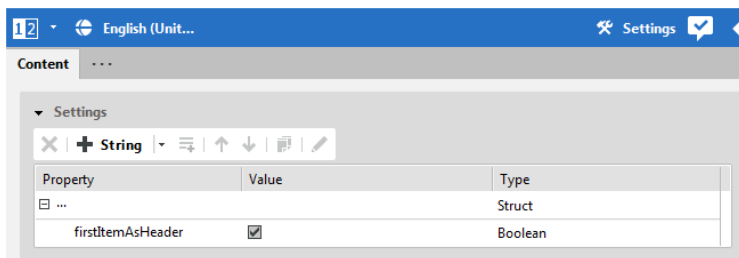 12 English (Unit... Settings
Content ...
Settings
String
Property Value Type
... Struct
firstItemAsHeader Boolean